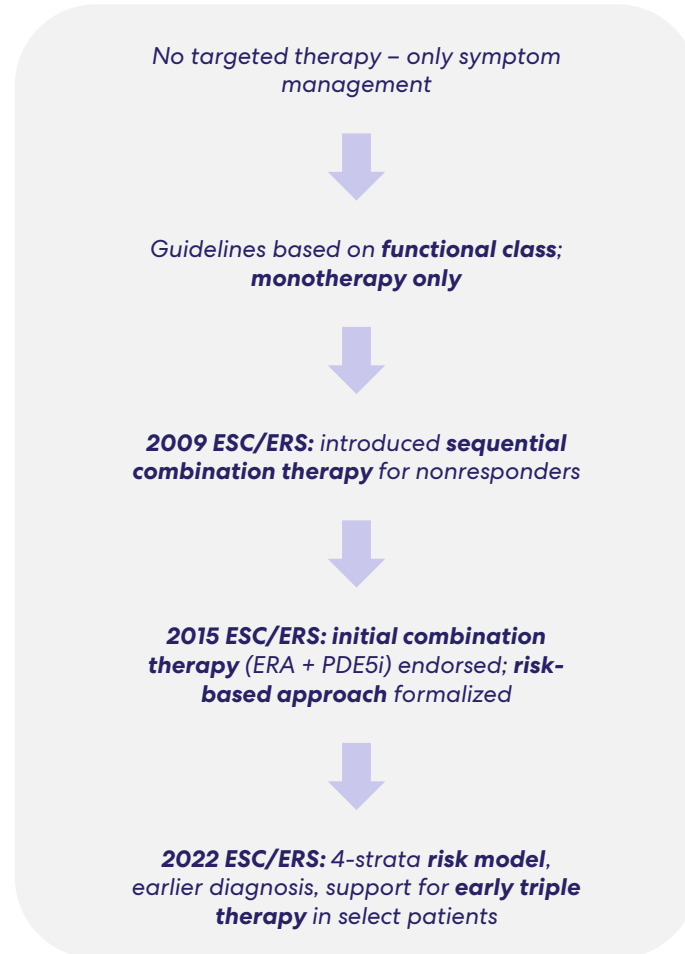 No targeted therapy – only symptom
management
Guidelines based on functional class;
monotherapy only
2009 ESC/ERS: introduced sequential
combination therapy for nonresponders
2015 ESC/ERS: initial combination
therapy (ERA + PDE5i) endorsed; risk-
based approach formalized
2022 ESC/ERS: 4-strata risk model,
earlier diagnosis, support for early triple
therapy in select patients